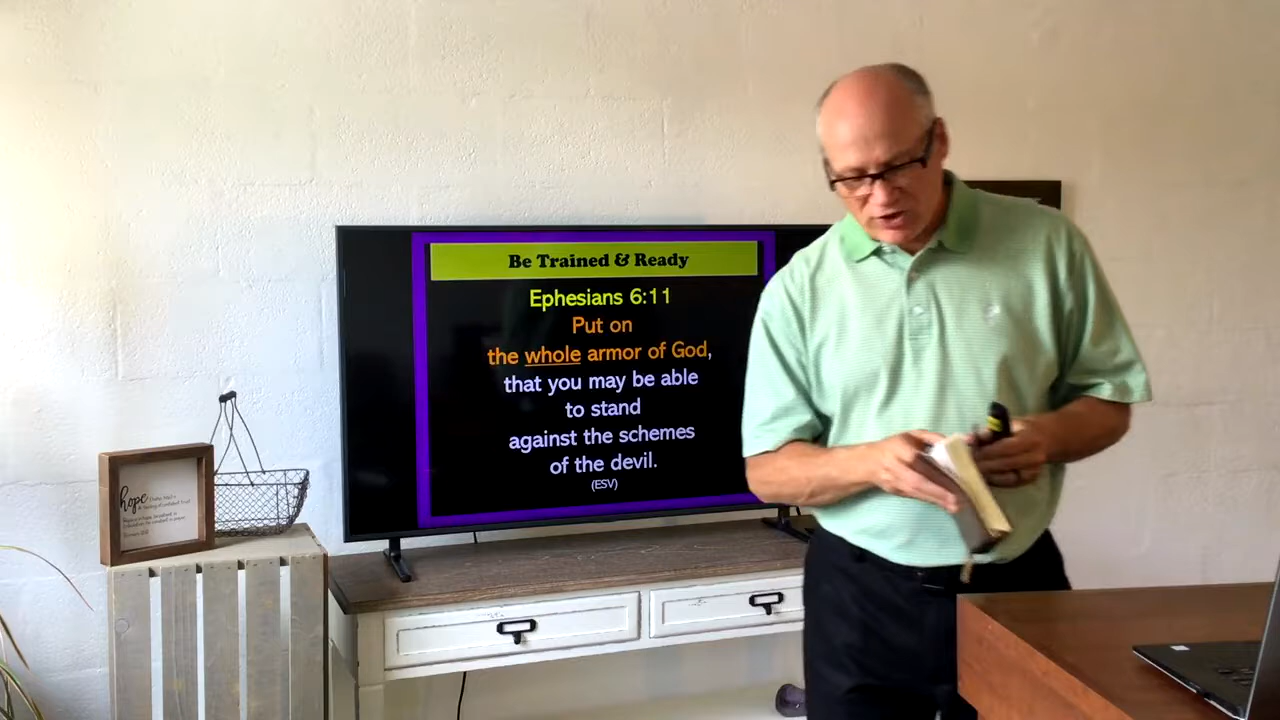 Be Trained & Ready
Ephesians 6:11
Put on
the whole armor of God,
that you may be able
to stand
against the schemes
of the devil.
(ESV)
hope